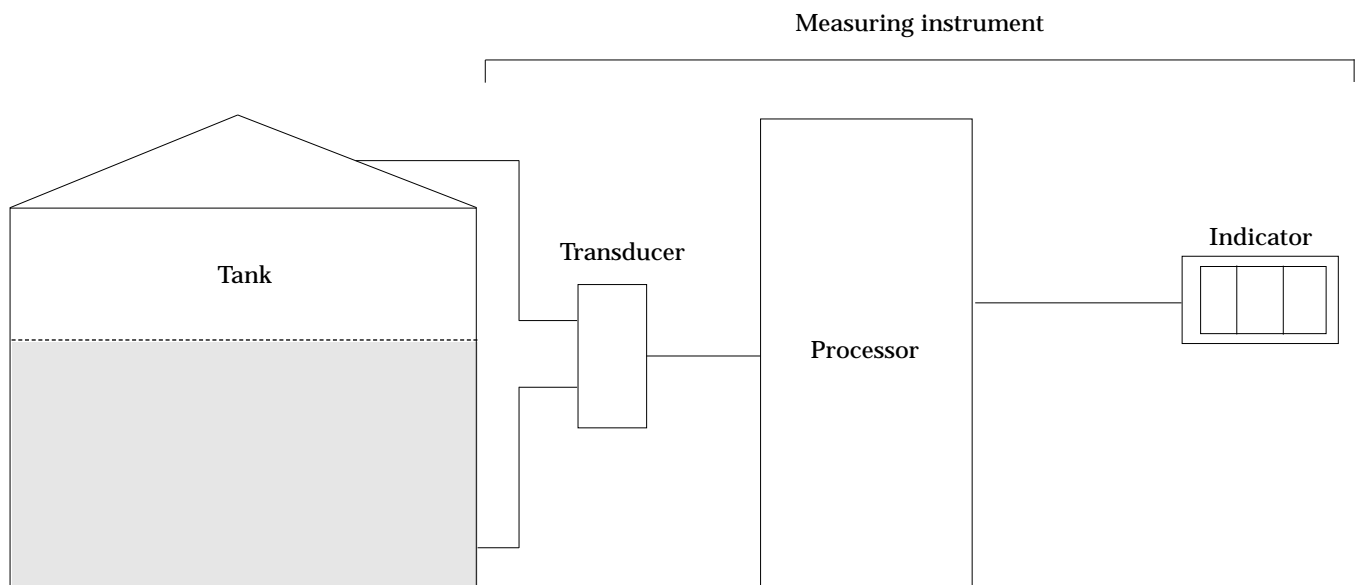 Measuring instrument
Tank
Transducer
Processor
Indicator